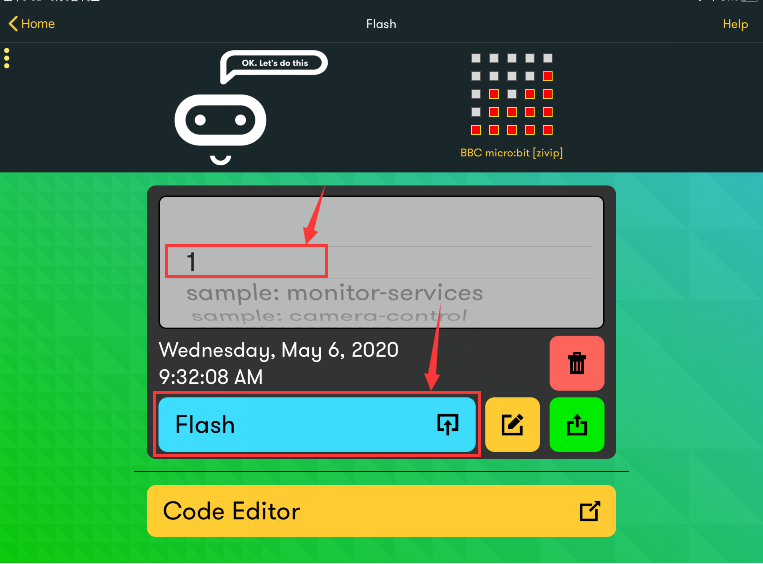 Home
Flash
Help
OK. Let's do this
BBC micro:bit [zivip]
1
sample: monitor-services
sample: camera-control
Wednesday, May 6, 2020
9:32:08 AM
Flash
Code Editor